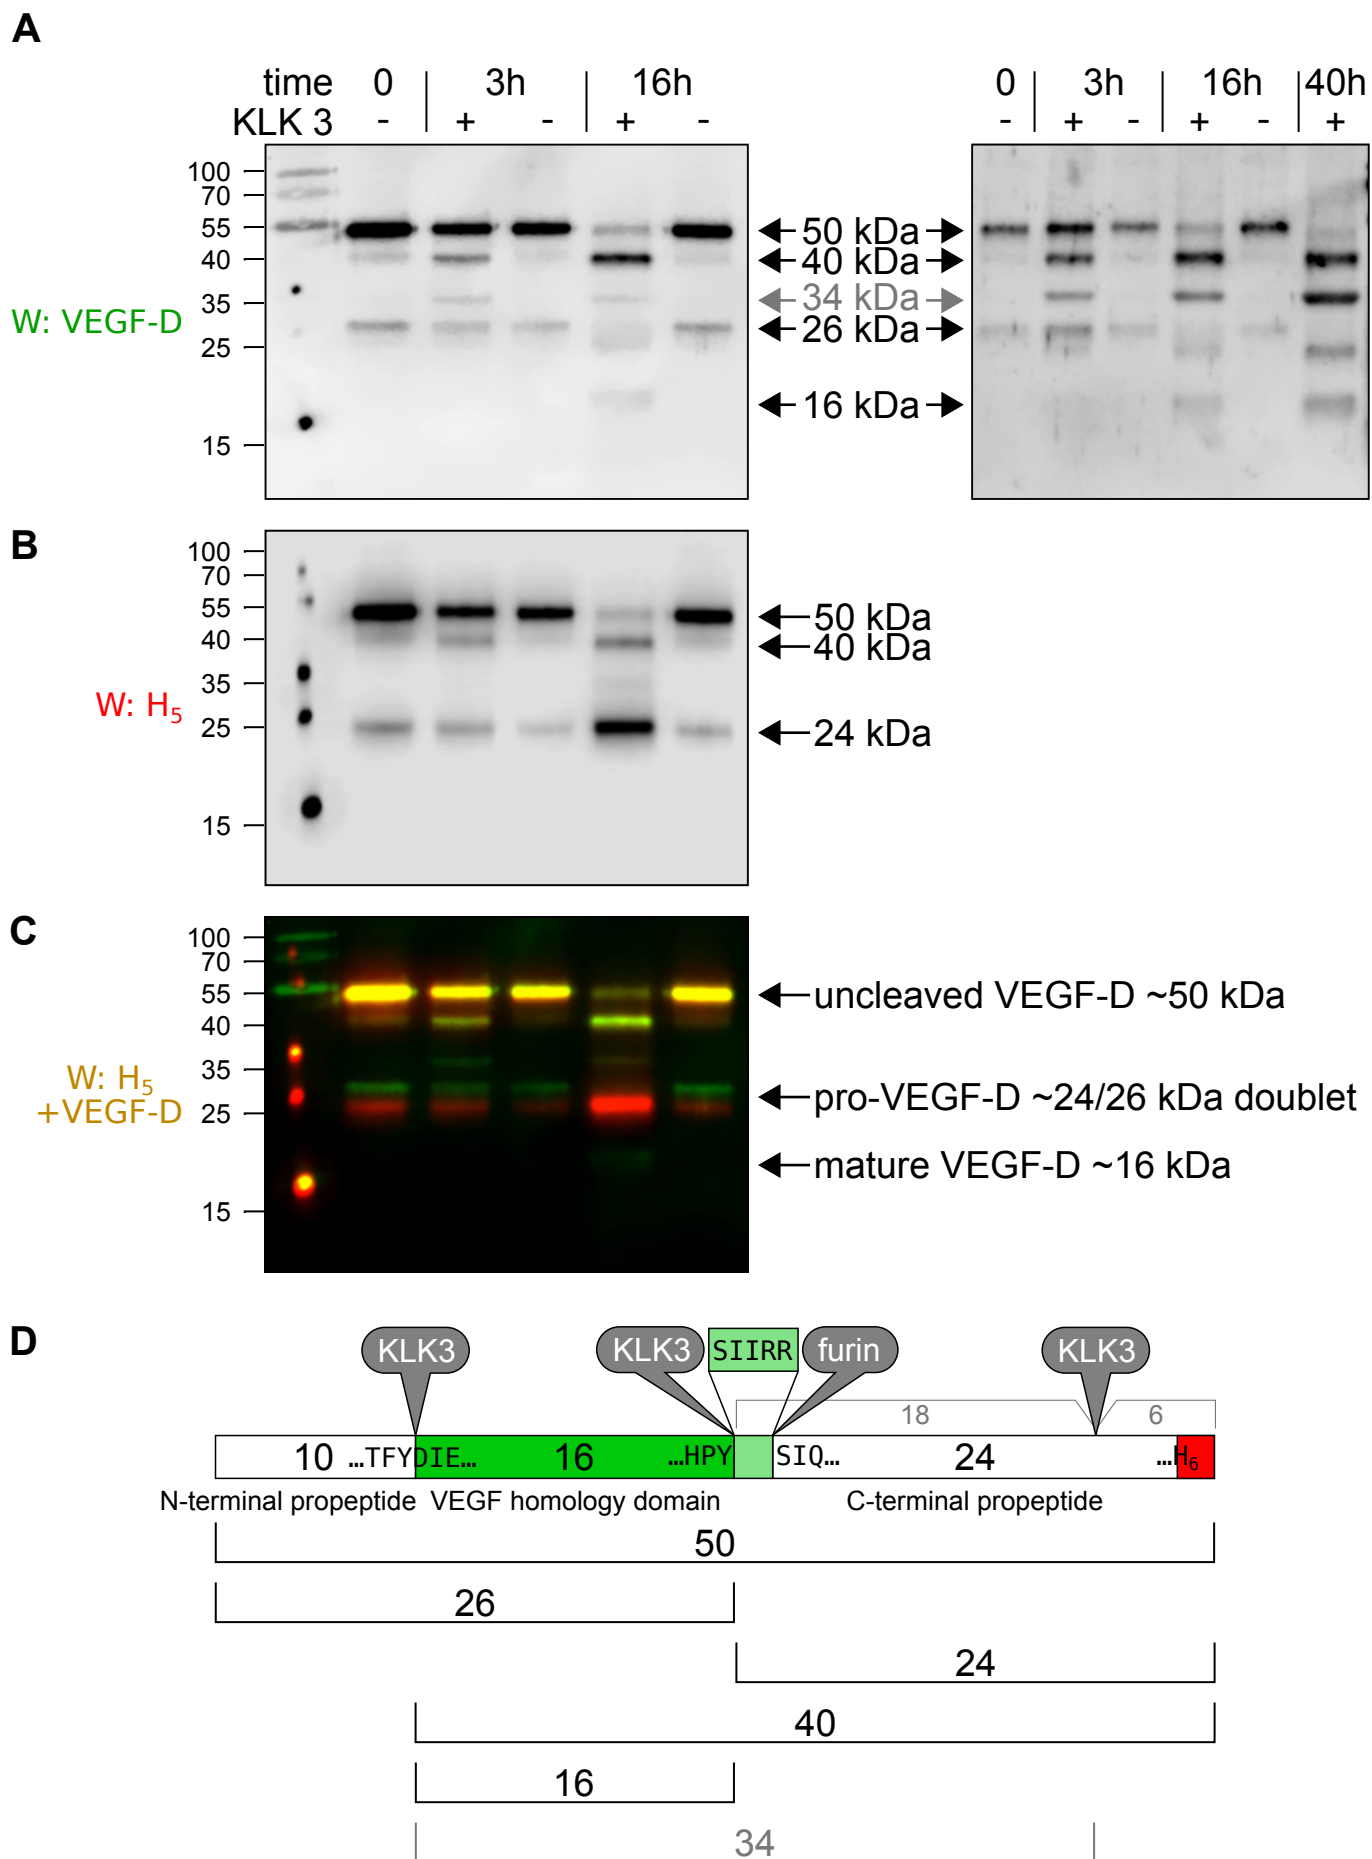 A
time 0 3h 16h 0 3h 16h 40h
KLK 3 - + - + - - + - + - +
100
70
55
40
35
25
15
W: VEGF-D
50 kDa
40 kDa
34 kDa
26 kDa
16 kDa
B
100
70
55
40
35
25
15
W: H5
50 kDa
40 kDa
24 kDa
C
100
70
55
40
35
25
15
W: H5
+VEGF-D
uncleaved VEGF-D ~50 kDa
pro-VEGF-D ~24/26 kDa doublet
mature VEGF-D ~16 kDa
D
KLK3 KLK3 SIIRR furin KLK3
18 6
10 …TFYDIE… 16 …HPY SIQ… 24 …H6
N-terminal propeptide VEGF homology domain C-terminal propeptide
50
26
24
40
16
34